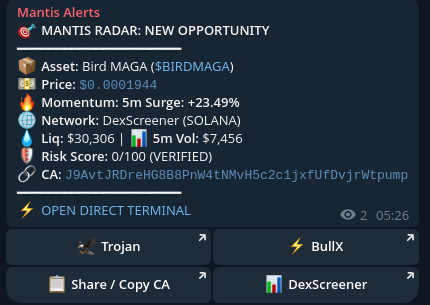 Mantis Alerts
🎯 MANTIS RADAR: NEW OPPORTUNITY
━━━━━━━━━━━━━━━━━━
📦 Asset: Bird MAGA ($BIRDMAGA)
💵 Price: $0.0001944
🔥 Momentum: 5m Surge: +23.49%
🌐 Network: DexScreener (SOLANA)
💧 Liq: $30,306 | 📊 5m Vol: $7,456
🛡 Risk Score: 0/100 (VERIFIED)
🔗 CA: J9AvtJRDreHG8B8PnW4tNMvH5c2c1jxfUfDvjrWtpump
━━━━━━━━━━━━━━━━━━
⚡ OPEN DIRECT TERMINAL
2 05:26
🦅 Trojan
⚡ BullX
📋 Share / Copy CA
📊 DexScreener